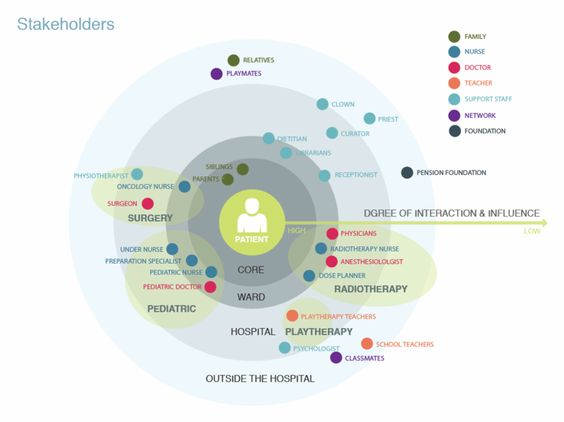 Stakeholders
FAMILY
NURSE
DOCTOR
TEACHER
SUPPORT STAFF
NETWORK
FOUNDATION
RELATIVES
PLAYMATES
CLOWN
PRIEST
CURATOR
DIETITIAN
LIBRARIANS
SIBLINGS
PARENTS
RECEPTIONIST
PENSION FOUNDATION
PHYSIOTHERAPIST
ONCOLOGY NURSE
SURGEON
SURGERY
DGREE OF INTERACTION & INFLUENCE
HIGH
LOW
PATIENT
PHYSICIANS
UNDER NURSE
RADIOTHERAPY NURSE
PREPARATION SPECIALIST
ANESTHESIOLOGIST
PEDIATRIC NURSE
CORE
DOSE PLANNER
PEDIATRIC DOCTOR
RADIOTHERAPY
WARD
PEDIATRIC
PLAYTHERAPY TEACHERS
HOSPITAL
PLAYTHERAPY
PSYCHOLOGIST
SCHOOL TEACHERS
CLASSMATES
OUTSIDE THE HOSPITAL